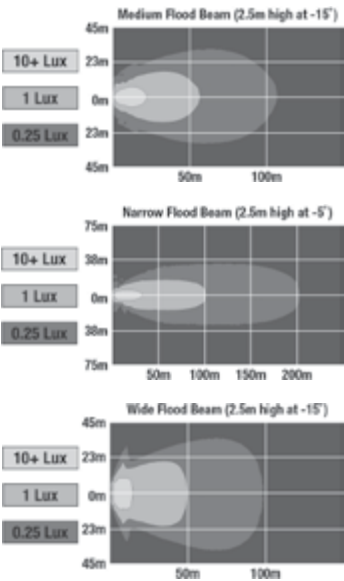 Medium Flood Beam (2.5m high at -15˚)
45m
10+ Lux
23m
1 Lux
0m
0.25 Lux
23m
45m
50m 100m
Narrow Flood Beam (2.5m high at -5˚)
75m
10+ Lux
38m
1 Lux
0m
0.25 Lux
38m
75m
50m 100m 150m 200m
Wide Flood Beam (2.5m high at -15˚)
45m
10+ Lux
23m
1 Lux
0m
0.25 Lux
23m
45m
50m 100m